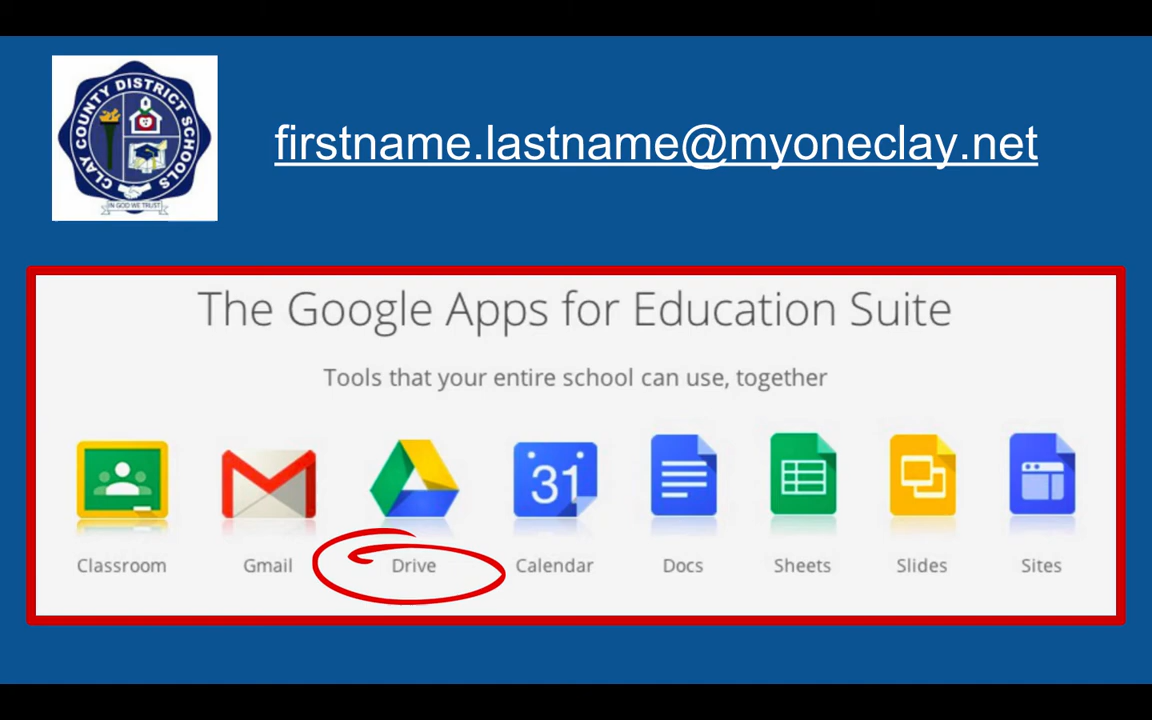 CLAY COUNTY DISTRICT SCHOOLS
IN GOD WE TRUST
firstname.lastname@myoneclay.net
The Google Apps for Education Suite
Tools that your entire school can use, together
31
Classroom Gmail Drive Calendar Docs Sheets Slides Sites